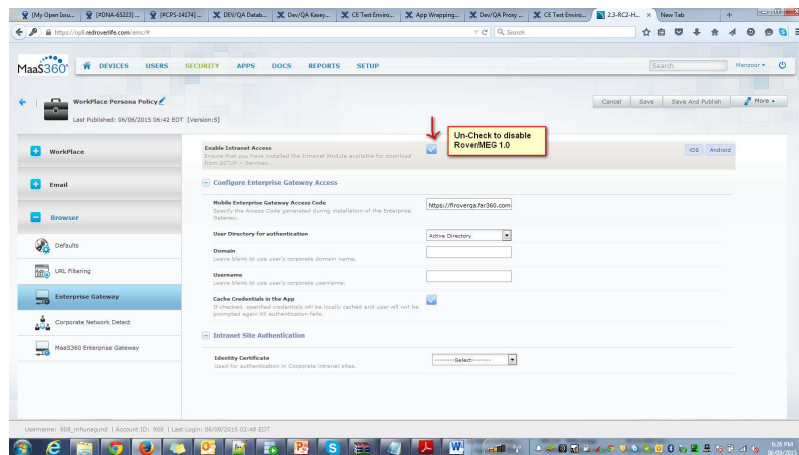 [My Open Issu...
[#DNA-65223] ...
[#CPS-14174] ...
DEV/QA Datab...
Dev/QA Kasey...
CE Test Enviro...
App Wrapping...
Dev/QA Proxy ...
CE Test Enviro...
2.3-RC2-H...
New Tab
https://opll.redroverlife.com/emc/#
Search
MaaS360
DEVICES
USERS
SECURITY
APPS
DOCS
REPORTS
SETUP
Search
Manzoor
WorkPlace Persona Policy
Last Published: 06/06/2015 06:42 EDT [Version:5]
Cancel
Save
Save And Publish
More
WorkPlace
Email
Browser
Defaults
URL Filtering
Enterprise Gateway
Corporate Network Detect
MaaS360 Enterprise Gateway
Enable Intranet Access
Ensure that you have installed the Intranet Module available for download
from SETUP > Services.
Un-Check to disable
Rover/MEG 1.0
iOS
Android
Configure Enterprise Gateway Access
Mobile Enterprise Gateway Access Code
Specify the Access Code generated during installation of the Enterprise
Gateway.
https://flroverqa.far360.com
User Directory for authentication
Active Directory
Domain
Leave blank to use user's corporate domain name.
Username
Leave blank to use user's corporate username.
Cache Credentials in the App
If checked, specified credentials will be locally cached and user will not be
prompted again till authentication fails.
Intranet Site Authentication
Identity Certificate
Used for authentication in Corporate intranet sites.
--------Select--------
Username: 908_mhunagund | Account ID: 908 | Last Login: 06/08/2015 02:48 EDT
6:26 PM
06/09/2015